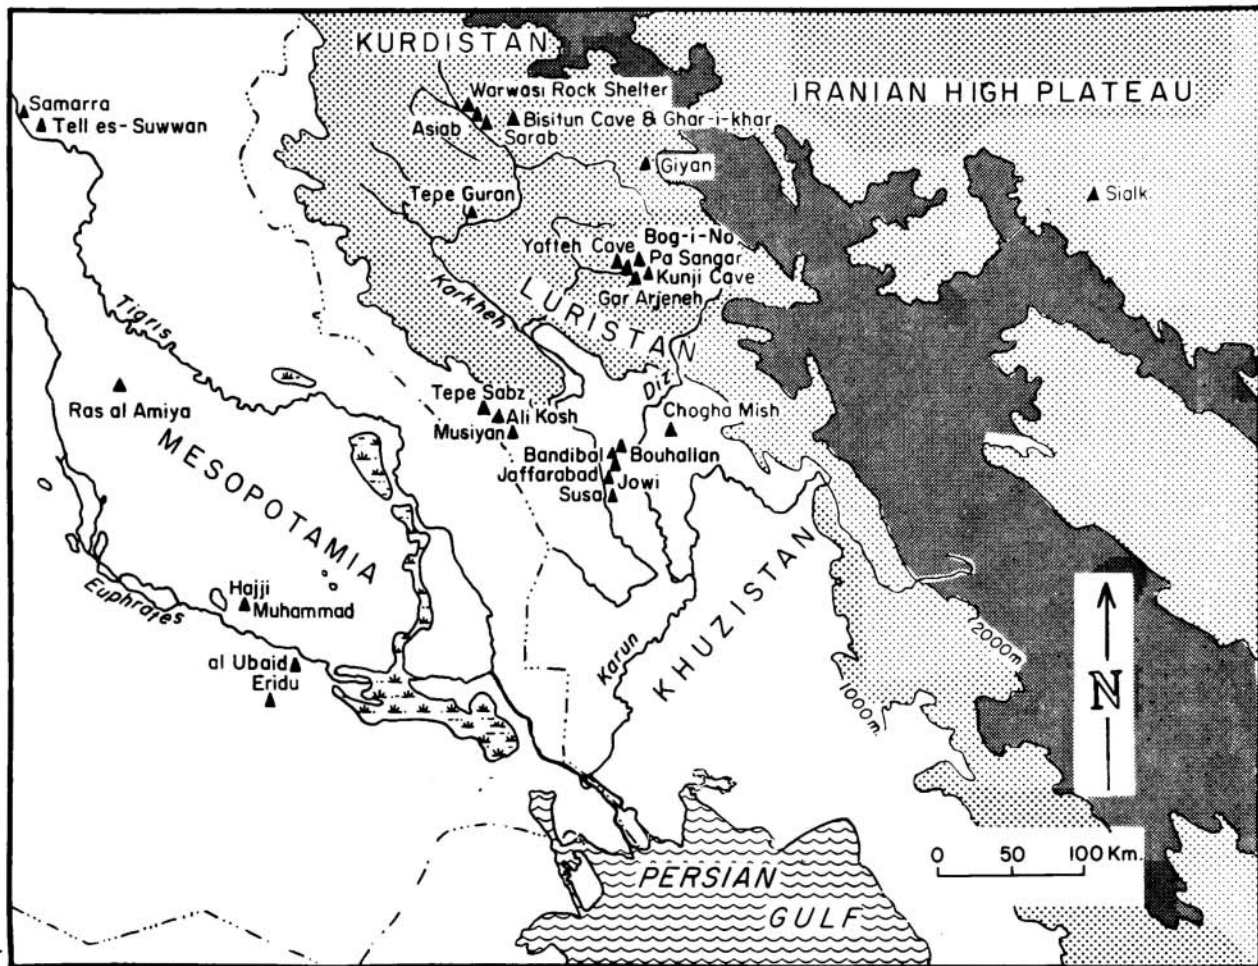 KURDISTAN
IRANIAN HIGH PLATEAU
Samarra
Tell es-Suwwan
Warwasi Rock Shelter
Asiab
Sarab
Bisitun Cave & Ghar-i-khar
Giyan
Sialk
Tepe Guran
Bog-i-No
Yafteh Cave
Pa Sangar
Kunji Cave
Gar Arjeneh
LURISTAN
Karkheh
Tigris
Diz
Ras al Amiya
MESOPOTAMIA
Tepe Sabz
Ali Kosh
Musiyan
Chogha Mish
Bandibal
Bouhallan
Jaffarabad
Jowi
Susa
KHUZISTAN
Hajji
Muhammad
Euphrates
al Ubaid
Eridu
Karun
2000m.
1000m.
N
0 50 100 Km.
PERSIAN
GULF